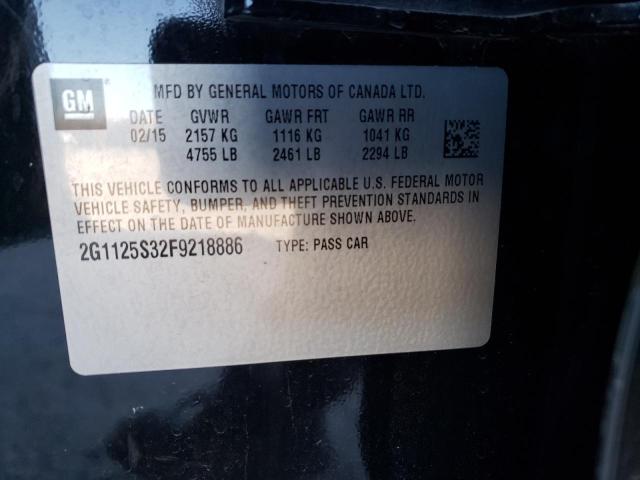 GM
MFD BY GENERAL MOTORS OF CANADA LTD.
DATE GVWR GAWR FRT GAWR RR
02/15 2157 KG 1116 KG 1041 KG
4755 LB 2461 LB 2294 LB
THIS VEHICLE CONFORMS TO ALL APPLICABLE U.S. FEDERAL MOTOR
VEHICLE SAFETY, BUMPER, AND THEFT PREVENTION STANDARDS IN
EFFECT ON THE DATE OF MANUFACTURE SHOWN ABOVE.
2G1125S32F9218886 TYPE: PASS CAR